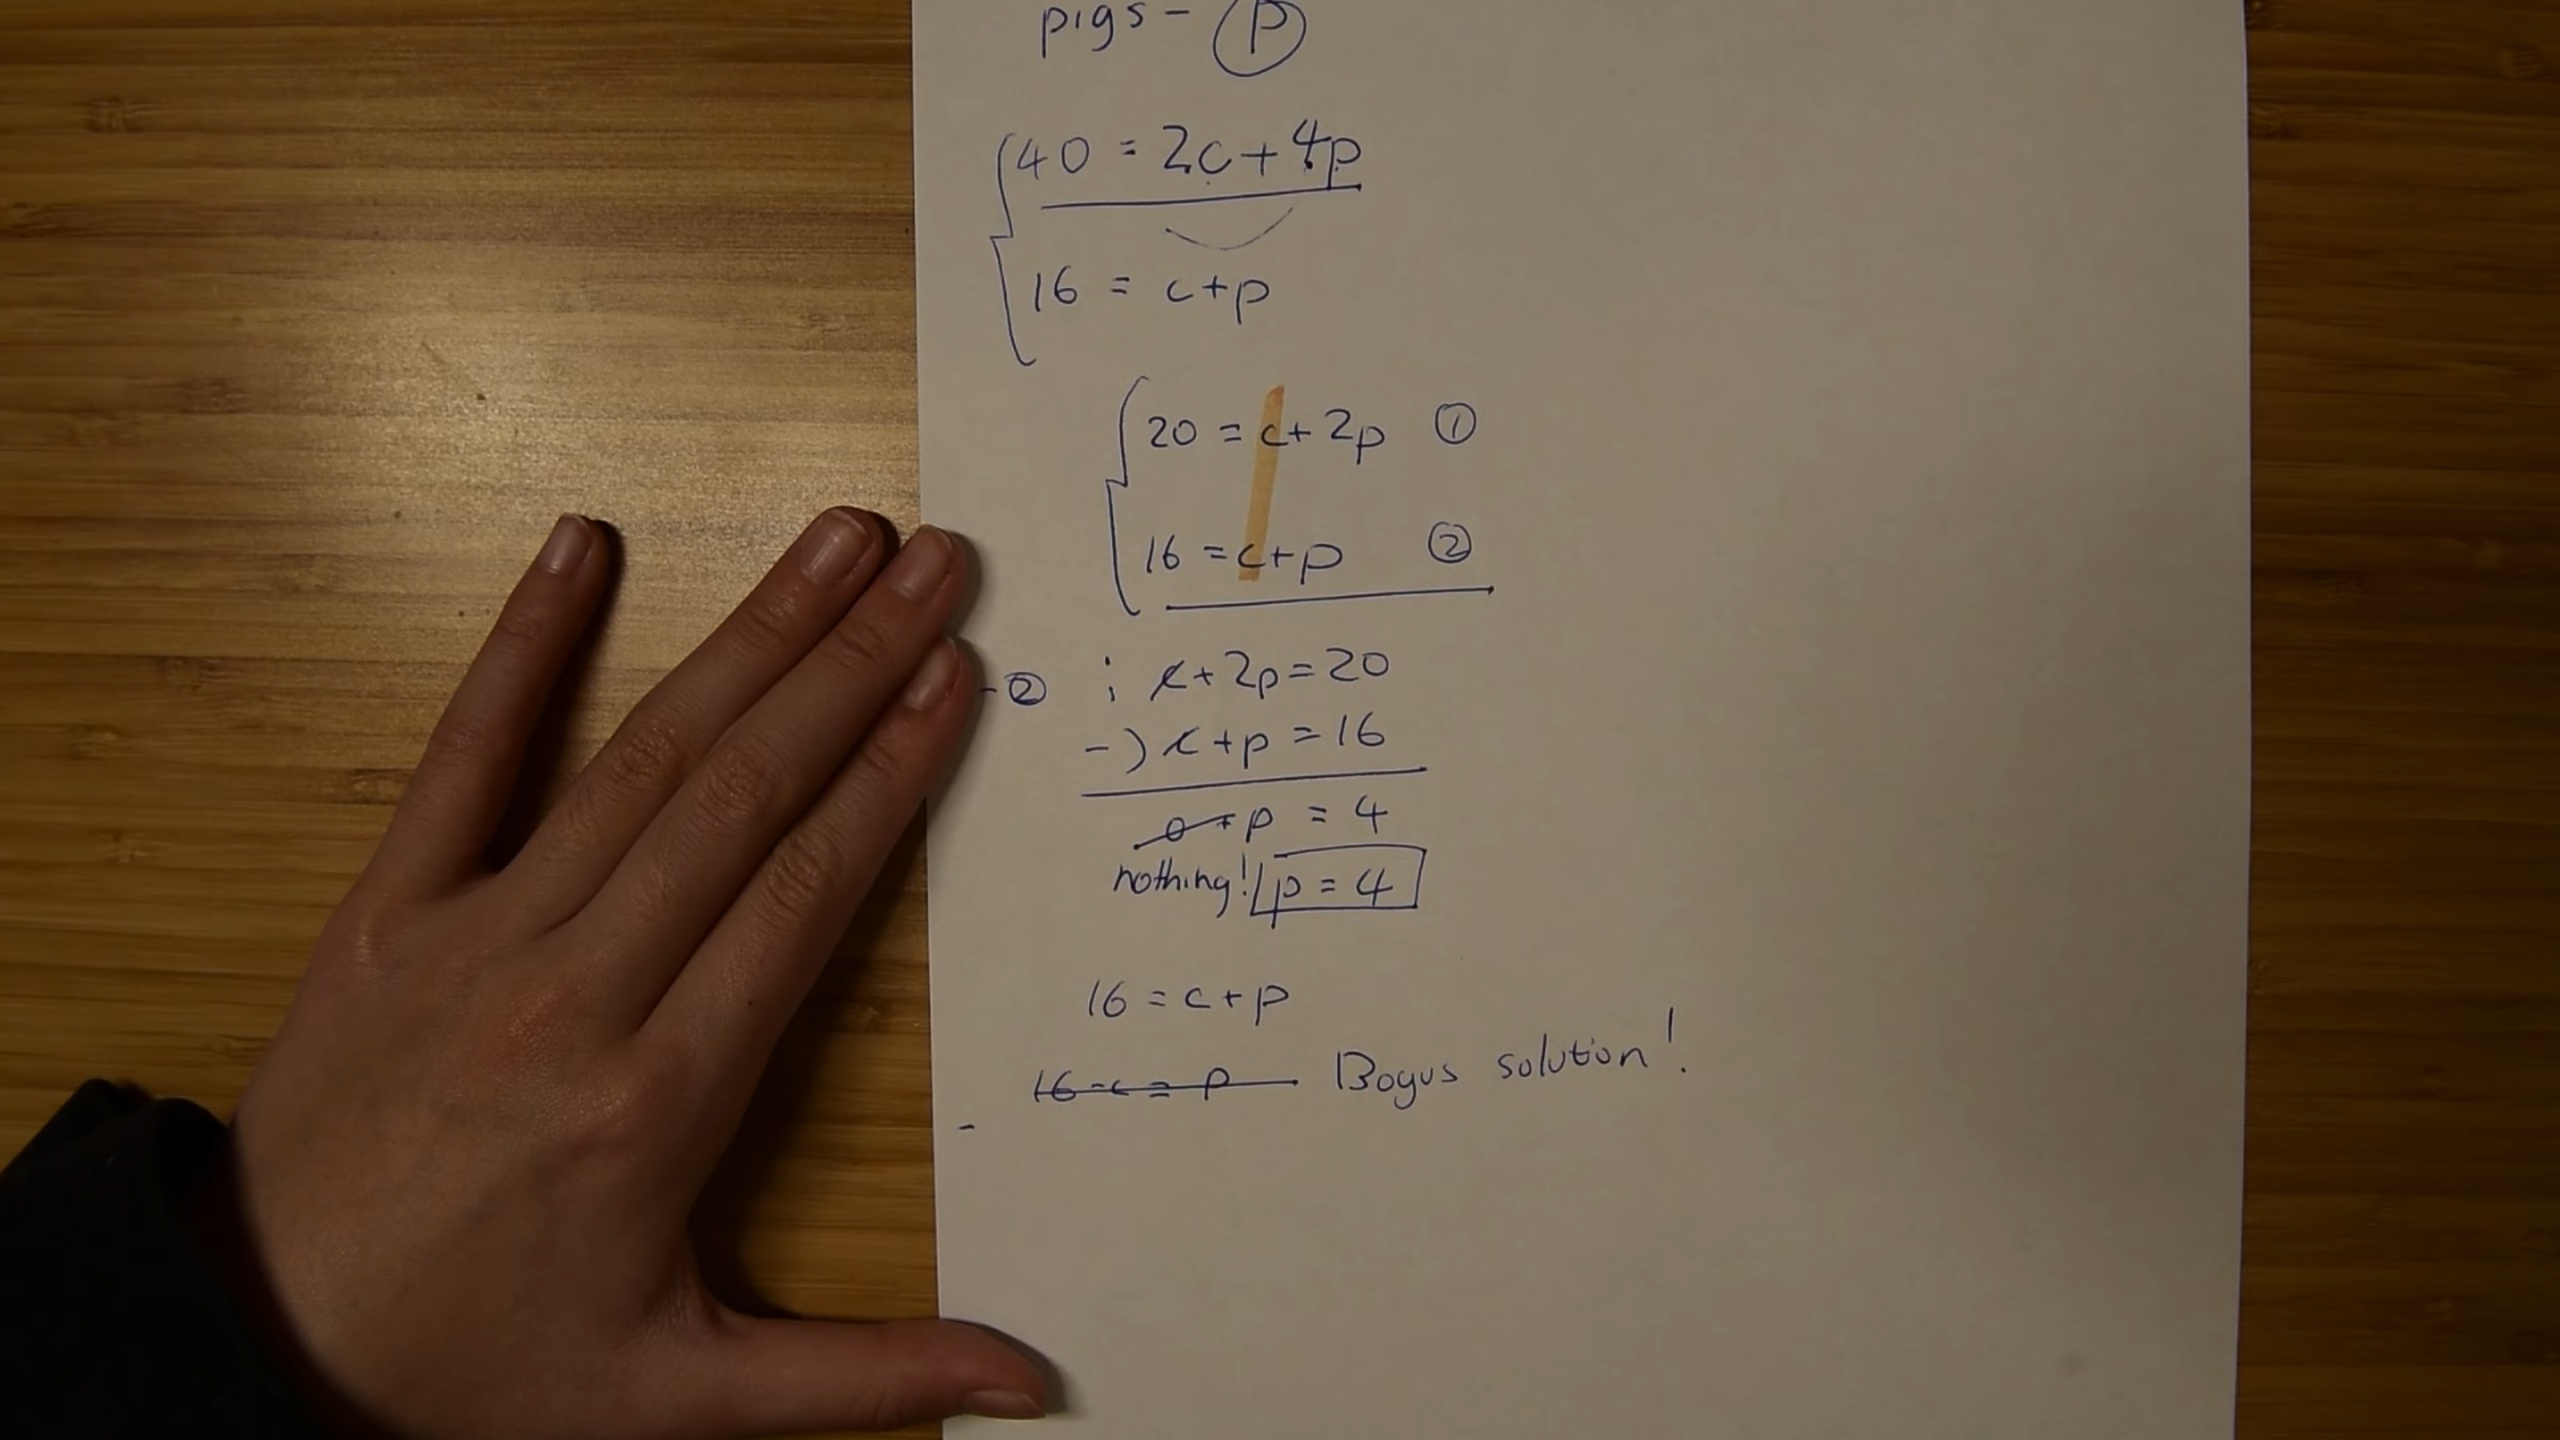 pigs - p
40 = 2c + 4p
16 = c+p
20 = c+ 2p ①
16 = c+p ②
-② : c+2p=20
-) c+p =16
0 + p = 4
nothing! p = 4
16 = c+p
16-c = p Bogus solution!
-